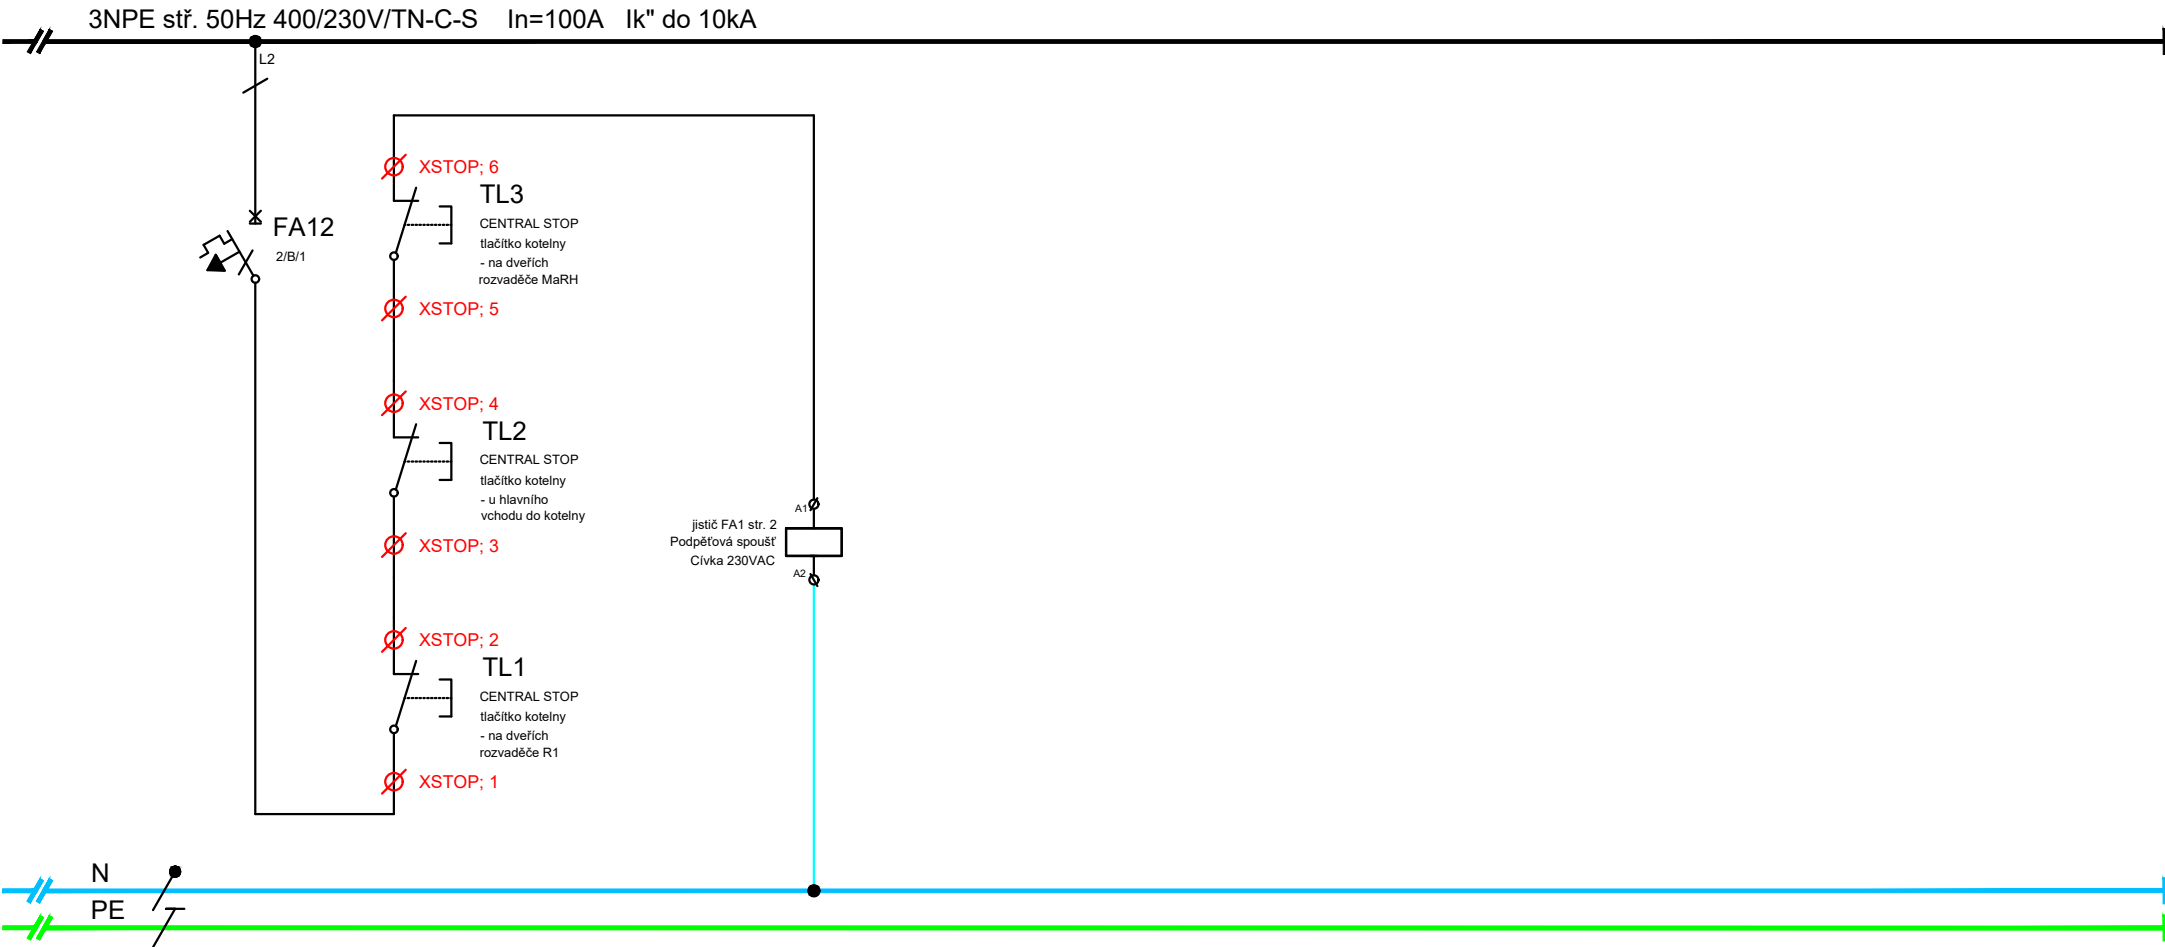 3NPE stř. 50Hz 400/230V/TN-C-S In=100A Ik" do 10kA
L2
XSTOP; 6
TL3
CENTRAL STOP
tlačítko kotelny
- na dveřích
rozvaděče MaRH
FA12
2/B/1
XSTOP; 5
XSTOP; 4
TL2
CENTRAL STOP
tlačítko kotelny
- u hlavního
vchodu do kotelny
XSTOP; 3
A1
jistič FA1 str. 2
Podpěťová spoušť
Cívka 230VAC
A2
XSTOP; 2
TL1
CENTRAL STOP
tlačítko kotelny
- na dveřích
rozvaděče R1
XSTOP; 1
N
PE